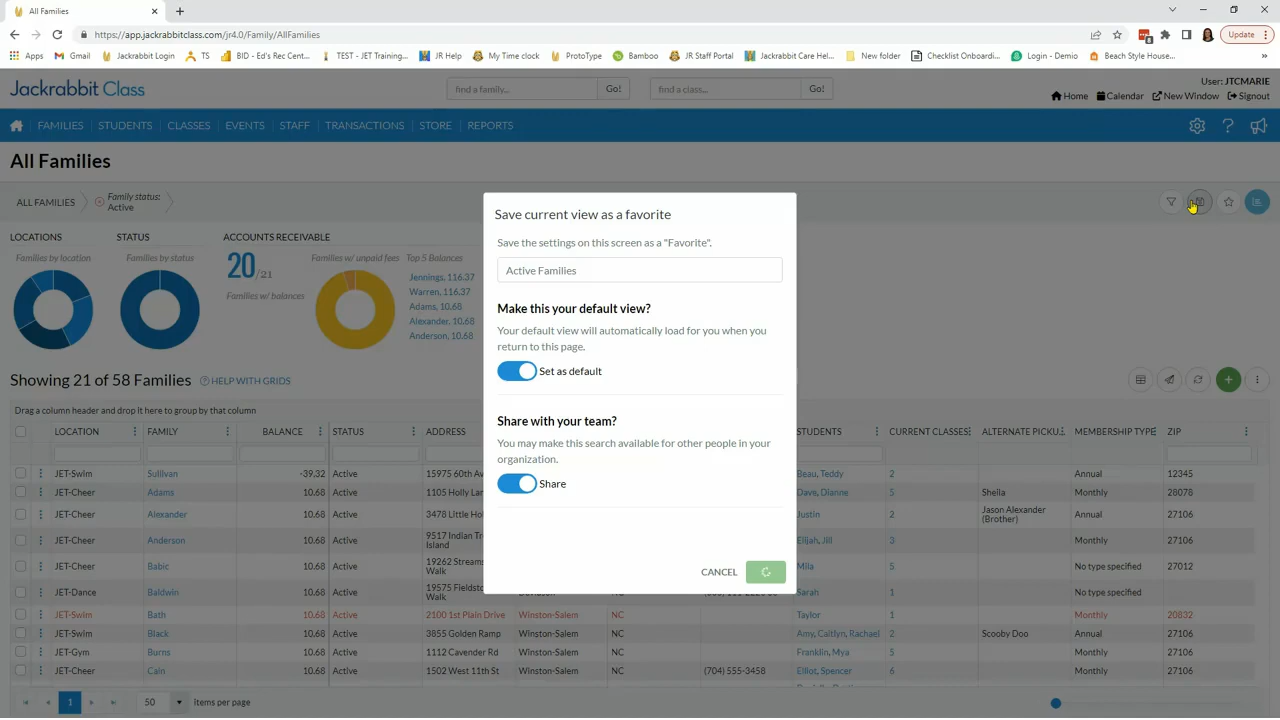 All Families
https://app.jackrabbitclass.com/jr4.0/Family/AllFamilies
Update
Apps
Gmail
Jackrabbit Login
TS
BID - Ed's Rec Cent...
TEST - JET Training...
JR Help
My Time clock
ProtoType
Bamboo
JR Staff Portal
Jackrabbit Care Hel...
New folder
Checklist Onboardi...
Login - Demio
Beach Style House...
Jackrabbit Class
find a family...
Go!
find a class...
Go!
User: JTCMARIE
Home
Calendar
New Window
Signout
FAMILIES
STUDENTS
CLASSES
EVENTS
STAFF
TRANSACTIONS
STORE
REPORTS
All Families
ALL FAMILIES
Family status:
Active
LOCATIONS
STATUS
ACCOUNTS RECEIVABLE
Families by location
Families by status
20/21
Families w/ balances
Families w/ unpaid fees
Top 5 Balances
Jennings, 116.37
Warren, 116.37
Adams, 10.68
Alexander, 10.68
Anderson, 10.68
Save current view as a favorite
Save the settings on this screen as a "Favorite".
Active Families
Make this your default view?
Your default view will automatically load for you when you
return to this page.
Set as default
Share with your team?
You may make this search available for other people in your
organization.
Share
CANCEL
Showing 21 of 58 Families
HELP WITH GRIDS
Drag a column header and drop it here to group by that column
LOCATION FAMILY BALANCE STATUS ADDRESS STUDENTS CURRENT CLASSES ALTERNATE PICKU MEMBERSHIP TYPE ZIP
JET-Swim Sullivan -39.32 Active 15975 60th Av Beau, Teddy 2 Annual 12345
JET-Cheer Adams 10.68 Active 1105 Holly Lan Dave, Dianne 5 Sheila Monthly 28078
JET-Cheer Alexander 10.68 Active 3478 Little Ho Justin 2 Jason Alexander (Brother) Annual 27106
JET-Cheer Anderson 10.68 Active 9517 Indian Tr Island Elijah, Jill 3 Monthly 27106
JET-Cheer Babic 10.68 Active 19262 Streams Walk Mila 5 No type specified 27012
JET-Dance Baldwin 10.68 Active 19575 Fieldsto Walk Sarah 1 No type specified
JET-Swim Bath 10.68 Active 2100 1st Plain Drive Winston-Salem NC Taylor 1 Monthly 20832
JET-Swim Black 10.68 Active 3855 Golden Ramp Winston-Salem NC Amy, Caitlyn, Rachael 2 Scooby Doo Annual 27106
JET-Gym Burns 10.68 Active 1112 Cavender Rd Winston-Salem NC Franklin, Mya 5 Monthly 27106
JET-Cheer Cain 10.68 Active 1502 West 11th St Winston-Salem NC (704) 555-3458 Elliot, Spencer 6 Monthly 27106
1
50
items per page